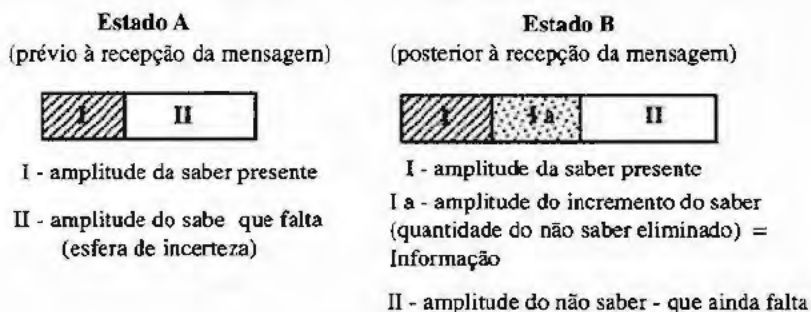 Estado A
(prévio à recepção da mensagem)
I II
I - amplitude da saber presente
II - amplitude do sabe que falta
(esfera de incerteza)
Estado B
(posterior à recepção da mensagem)
I I a II
I - amplitude da saber presente
I a - amplitude do incremento do saber
(quantidade do não saber eliminado) =
Informação
II - amplitude do não saber - que ainda falta